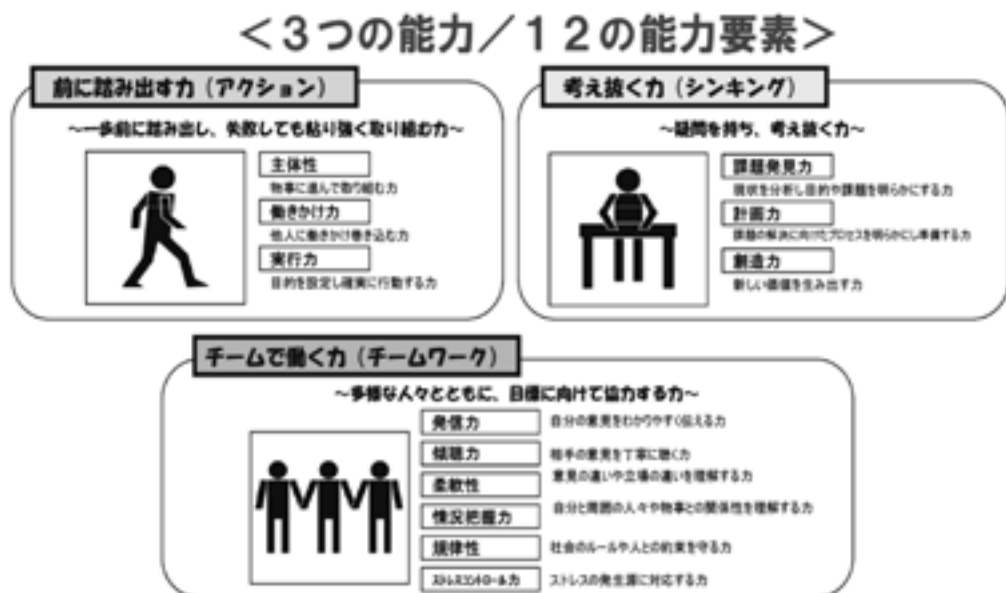 ＜３つの能力／１２の能力要素＞
前に踏み出す力（アクション）
～一歩前に踏み出し、失敗しても粘り強く取り組む力～
主体性
物事に進んで取り組む力
働きかけ力
他人に働きかけ巻き込む力
実行力
目的を設定し確実に行動する力
考え抜く力（シンキング）
～疑問を持ち、考え抜く力～
課題発見力
現状を分析し目的や課題を明らかにする力
計画力
課題の解決に向けたプロセスを明らかにし準備する力
創造力
新しい価値を生み出す力
チームで働く力（チームワーク）
～多様な人々とともに、目標に向けて協力する力～
発信力 自分の意見をわかりやすく伝える力
傾聴力 相手の意見を丁寧に聴く力
柔軟性 意見の違いや立場の違いを理解する力
情況把握力 自分と周囲の人々や物事との関係性を理解する力
規律性 社会のルールや人との約束を守る力
ストレスコントロール力 ストレスの発生源に対応する力